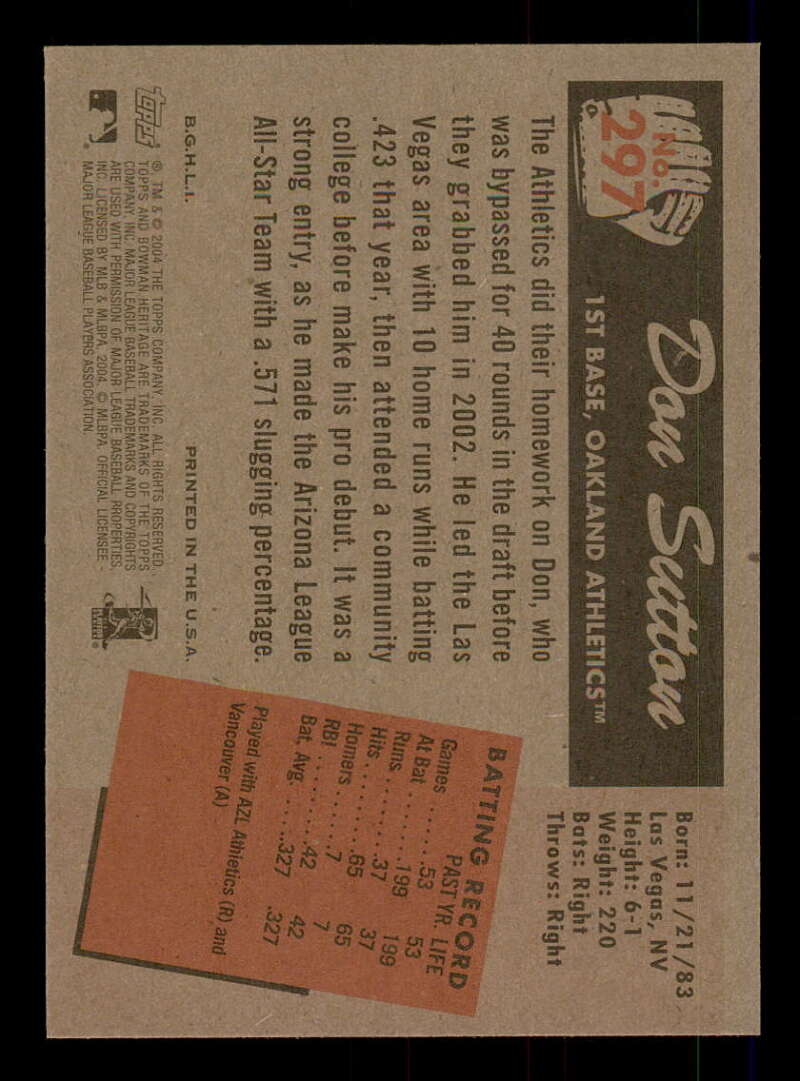 No.
297
Don Sutton
1ST BASE, OAKLAND ATHLETICS™
Born: 11/21/83
Las Vegas, NV
Height: 6-1
Weight: 220
Bats: Right
Throws: Right
The Athletics did their homework on Don, who
was bypassed for 40 rounds in the draft before
they grabbed him in 2002. He led the Las
Vegas area with 10 home runs while batting
.423 that year, then attended a community
college before make his pro debut. It was a
strong entry, as he made the Arizona League
All-Star Team with a .571 slugging percentage.
BATTING RECORD
PAST YR. LIFE
Games ......53 53
At Bat ......199 199
Runs ........37 37
Hits .........65 65
Homers ........7 7
RBI .........42 42
Bat. Avg. .....327 .327
Played with AZL Athletics (R) and
Vancouver (A)
B.G.H.L.I. PRINTED IN THE U.S.A.
topps
® TM & © 2004 THE TOPPS COMPANY, INC. ALL RIGHTS RESERVED.
TOPPS AND BOWMAN HERITAGE ARE TRADEMARKS OF THE TOPPS
COMPANY, INC. MAJOR LEAGUE BASEBALL TRADEMARKS AND COPYRIGHTS
ARE USED WITH PERMISSION OF MAJOR LEAGUE BASEBALL PROPERTIES,
INC. LICENSED BY MLB & MLBPA, 2004. © MLBPA. OFFICIAL LICENSEE -
MAJOR LEAGUE BASEBALL PLAYERS ASSOCIATION.